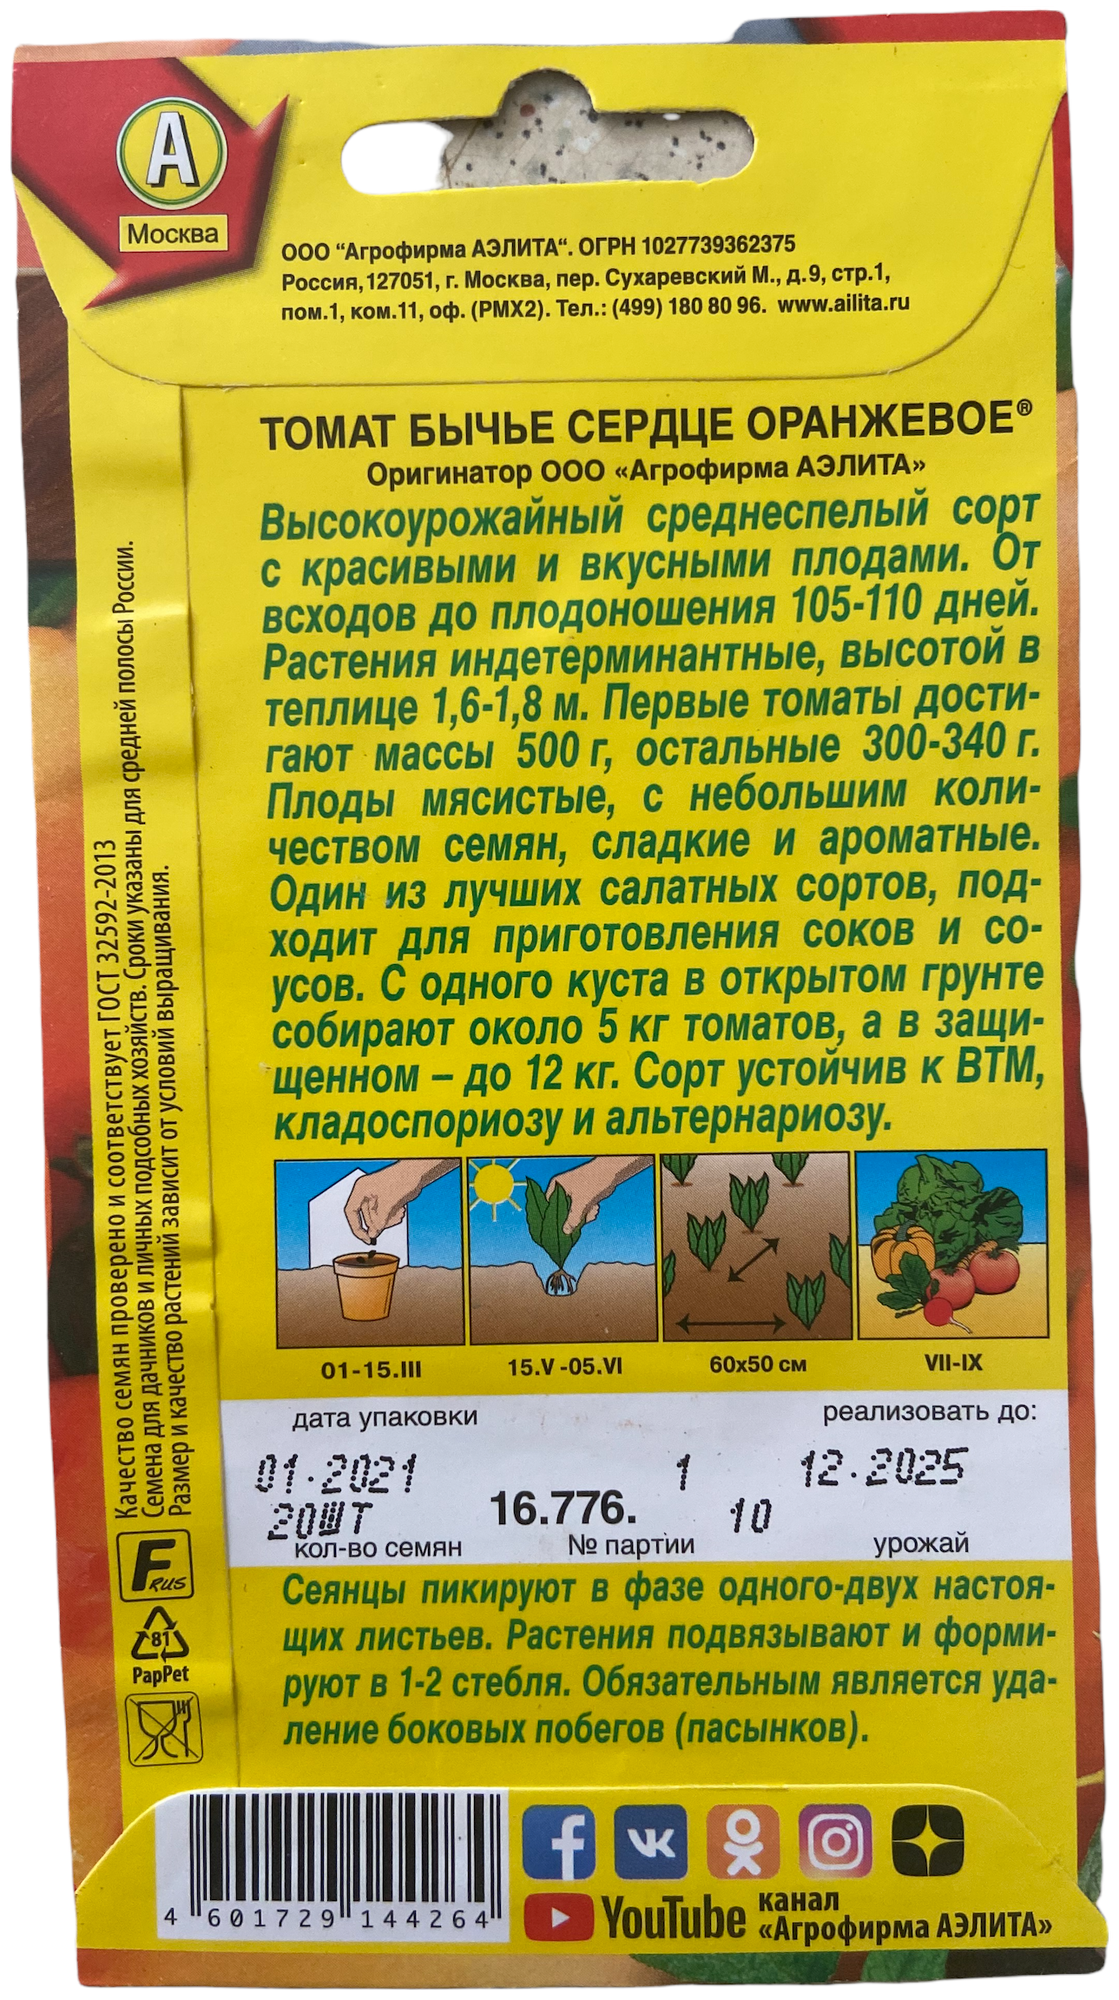 А
Москва
ООО “Агрофирма АЭЛИТА“. ОГРН 1027739362375
Россия,127051, г. Москва, пер. Сухаревский М., д.9, стр.1,
пом.1, ком.11, оф. (РМХ2). Тел.: (499) 180 80 96. www.ailita.ru
ТОМАТ БЫЧЬЕ СЕРДЦЕ ОРАНЖЕВОЕ®
Оригинатор ООО «Агрофирма АЭЛИТА»
Высокоурожайный среднеспелый сорт
с красивыми и вкусными плодами. От
всходов до плодоношения 105-110 дней.
Растения индетерминантные, высотой в
теплице 1,6-1,8 м. Первые томаты дости-
гают массы 500 г, остальные 300-340 г.
Плоды мясистые, с небольшим коли-
чеством семян, сладкие и ароматные.
Один из лучших салатных сортов, под-
ходит для приготовления соков и со-
усов. С одного куста в открытом грунте
собирают около 5 кг томатов, а в защи-
щенном – до 12 кг. Сорт устойчив к ВТМ,
кладоспориозу и альтернариозу.
01-15.III 15.V -05.VI 60х50 см VII-IX
дата упаковки реализовать до:
01.2021 1 12.2025
20ШТ 16.776. 10
кол-во семян № партии урожай
Сеянцы пикируют в фазе одного-двух настоя-
щих листьев. Растения подвязывают и форми-
руют в 1-2 стебля. Обязательным является уда-
ление боковых побегов (пасынков).
Качество семян проверено и соответствует ГОСТ 32592-2013
Семена для дачников и личных подсобных хозяйств. Сроки указаны для средней полосы России.
Размер и качество растений зависит от условий выращивания.
F RUS
81
PapPet
4 601729 144264
YouTube канал
«Агрофирма АЭЛИТА»